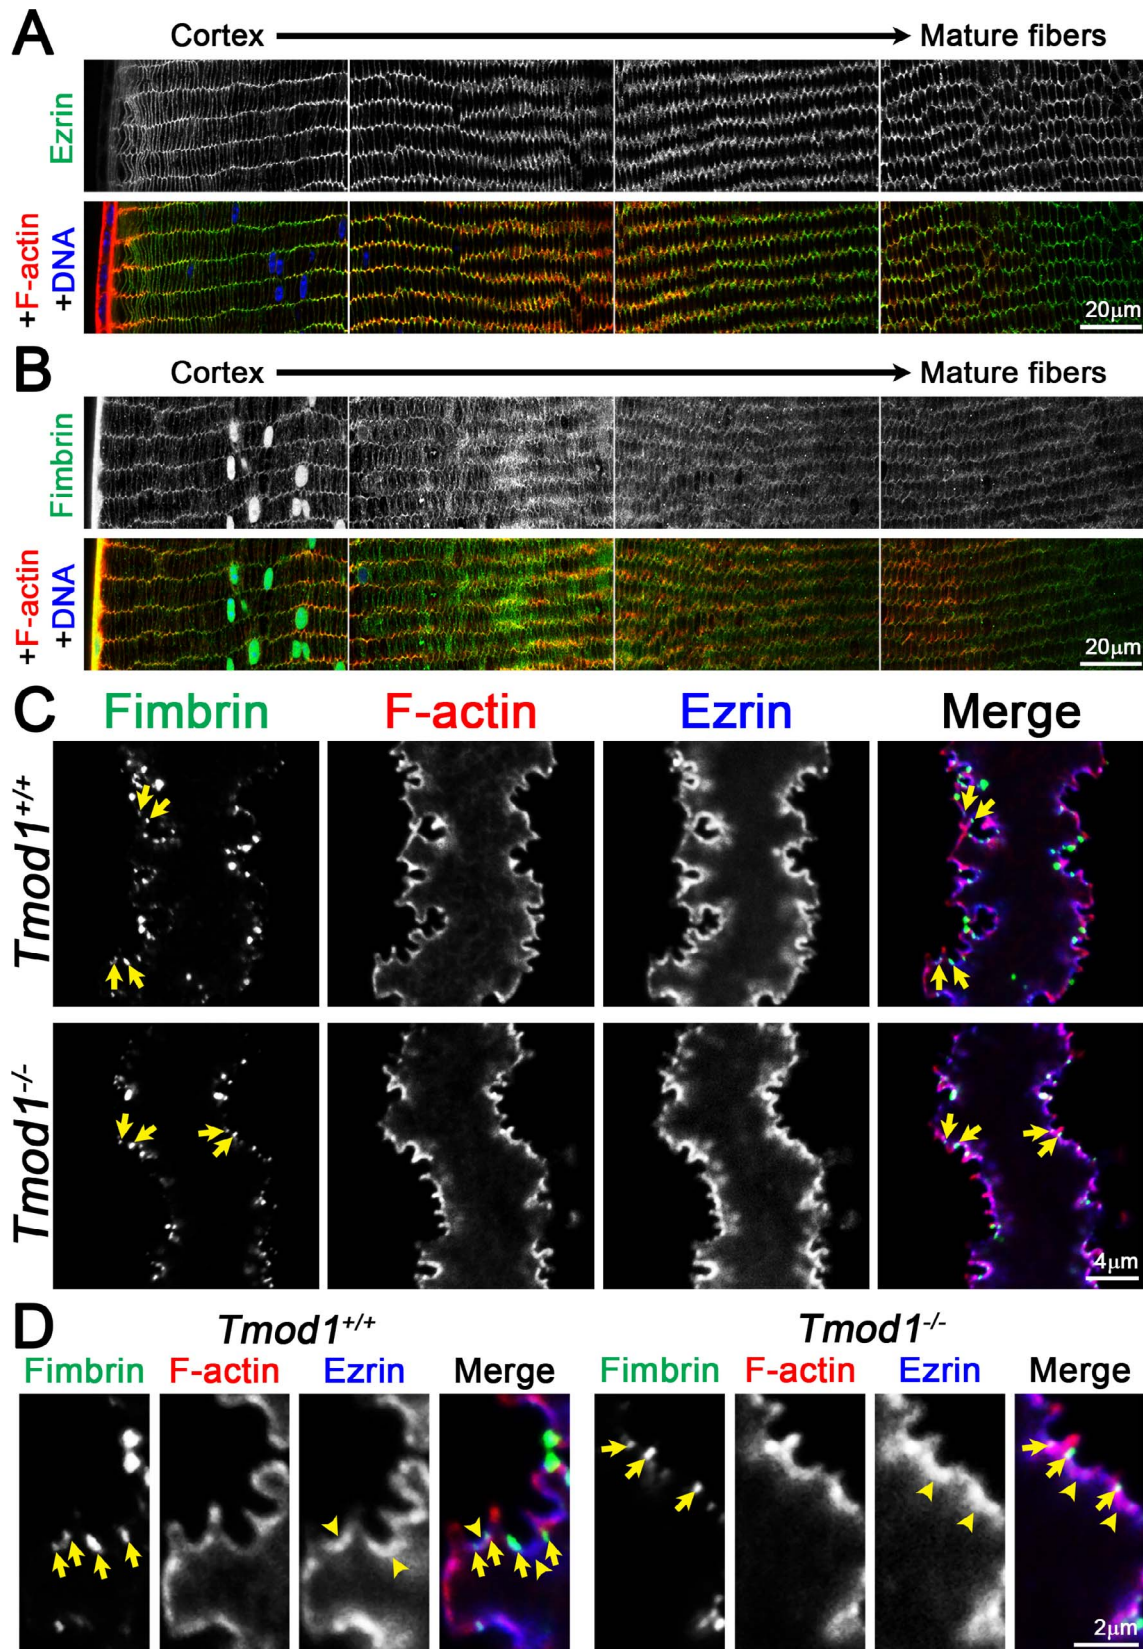 A
Cortex
Mature fibers
Ezrin
+F-actin
+DNA
20μm
B
Cortex
Mature fibers
Fimbrin
+F-actin
+DNA
20μm
C
Fimbrin F-actin Ezrin Merge
Tmod1+/+
Tmod1-/-
4μm
D
Tmod1+/+ Tmod1-/-
Fimbrin F-actin Ezrin Merge Fimbrin F-actin Ezrin Merge
2μm